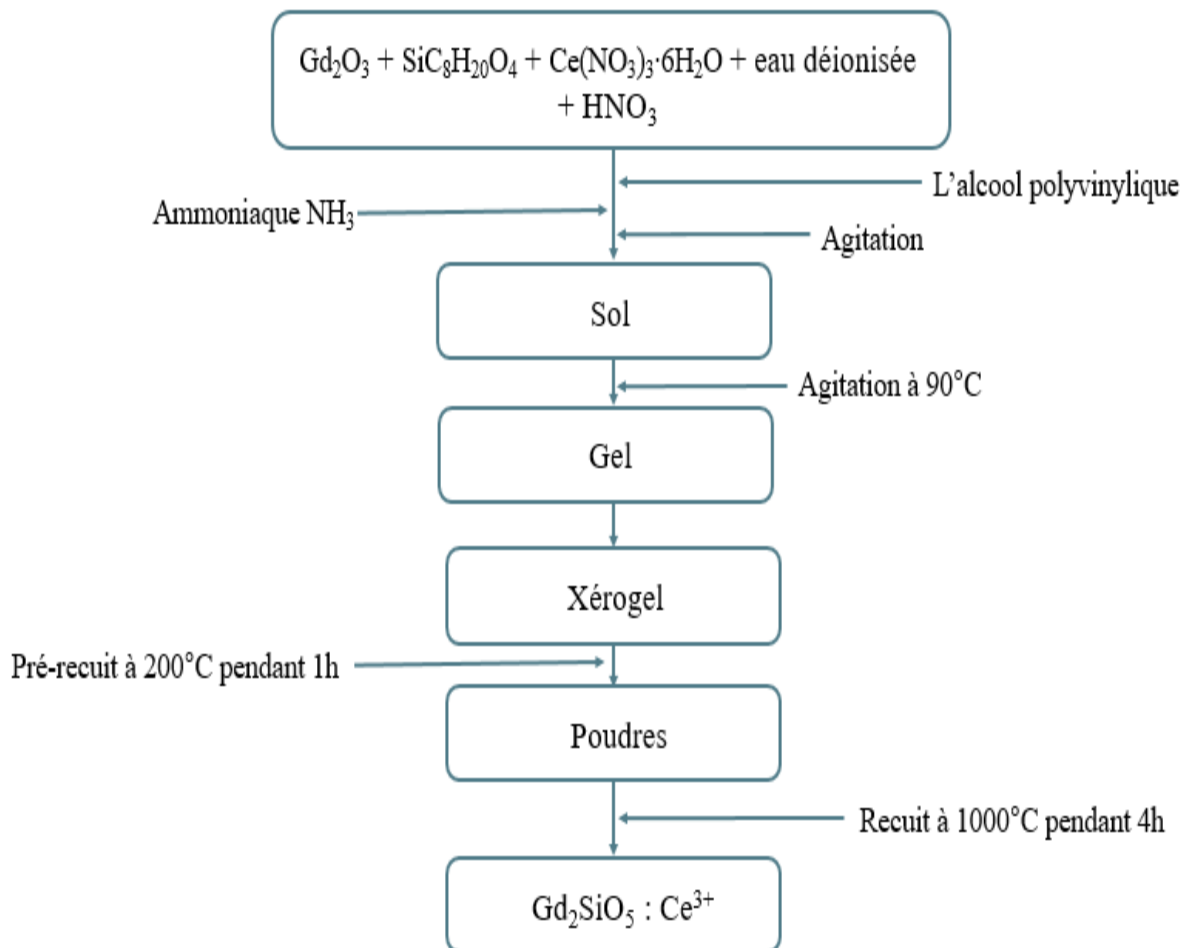 Gd₂O₃ + SiC₈H₂₀O₄ + Ce(NO₃)₃·6H₂O + eau déionisée
+ HNO₃
L’alcool polyvinylique
Ammoniaque NH₃
Agitation
Sol
Agitation à 90°C
Gel
Xérogel
Pré-recuit à 200°C pendant 1h
Poudres
Recuit à 1000°C pendant 4h
Gd₂SiO₅ : Ce³⁺